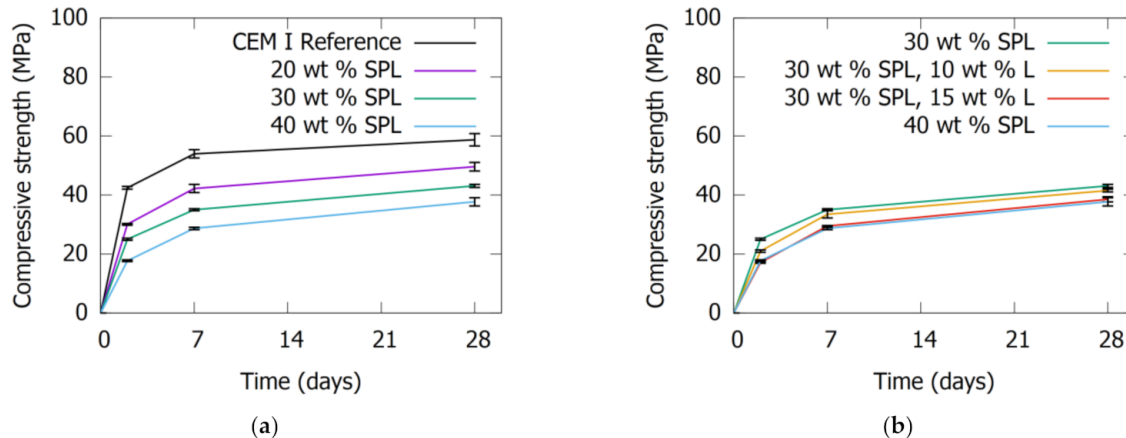 100
80
60
40
20
0
Compressive strength (MPa)
CEM I Reference
20 wt % SPL
30 wt % SPL
40 wt % SPL
0 7 14 21 28
Time (days)
(a)
100
80
60
40
20
0
Compressive strength (MPa)
30 wt % SPL
30 wt % SPL, 10 wt % L
30 wt % SPL, 15 wt % L
40 wt % SPL
0 7 14 21 28
Time (days)
(b)